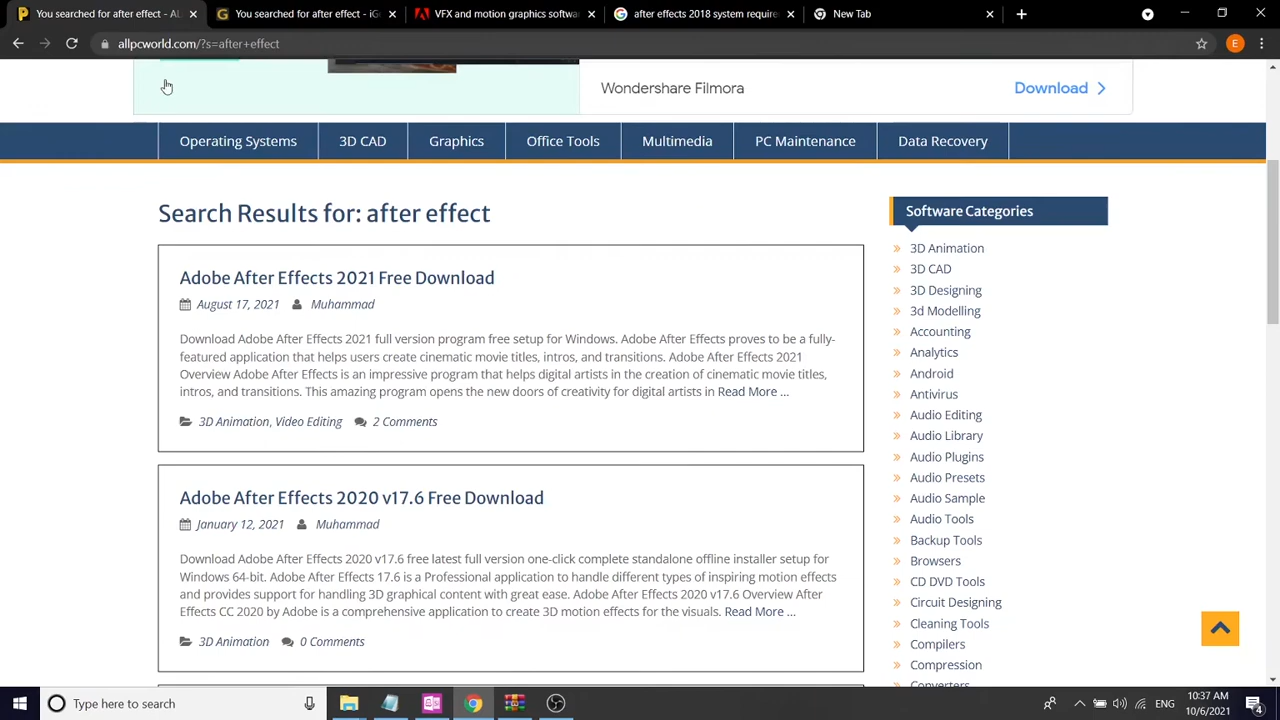 You searched for after effect - AL
You searched for after effect - iGe
VFX and motion graphics softwa
after effects 2018 system require
New Tab
allpcworld.com/?s=after+effect
E
Wondershare Filmora
Download
Operating Systems
3D CAD
Graphics
Office Tools
Multimedia
PC Maintenance
Data Recovery
Search Results for: after effect
Adobe After Effects 2021 Free Download
August 17, 2021 Muhammad
Download Adobe After Effects 2021 full version program free setup for Windows. Adobe After Effects proves to be a fully-
featured application that helps users create cinematic movie titles, intros, and transitions. Adobe After Effects 2021
Overview Adobe After Effects is an impressive program that helps digital artists in the creation of cinematic movie titles,
intros, and transitions. This amazing program opens the new doors of creativity for digital artists in Read More ...
3D Animation, Video Editing 2 Comments
Adobe After Effects 2020 v17.6 Free Download
January 12, 2021 Muhammad
Download Adobe After Effects 2020 v17.6 free latest full version one-click complete standalone offline installer setup for
Windows 64-bit. Adobe After Effects 17.6 is a Professional application to handle different types of inspiring motion effects
and provides support for handling 3D graphical content with great ease. Adobe After Effects 2020 v17.6 Overview After
Effects CC 2020 by Adobe is a comprehensive application to create 3D motion effects for the visuals. Read More ...
3D Animation 0 Comments
Software Categories
3D Animation
3D CAD
3D Designing
3d Modelling
Accounting
Analytics
Android
Antivirus
Audio Editing
Audio Library
Audio Plugins
Audio Presets
Audio Sample
Audio Tools
Backup Tools
Browsers
CD DVD Tools
Circuit Designing
Cleaning Tools
Compilers
Compression
Converters
Type here to search
ENG
10:37 AM
10/6/2021
4